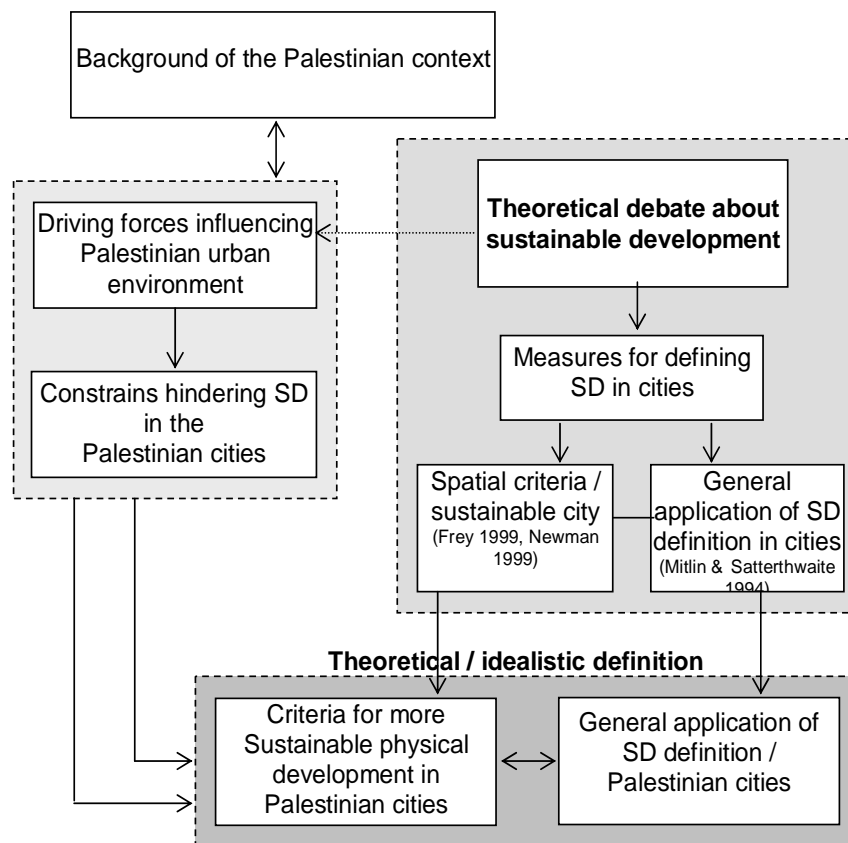 Background of the Palestinian context
Driving forces influencing
Palestinian urban
environment
Constrains hindering SD
in the
Palestinian cities
Theoretical debate about
sustainable development
Measures for defining
SD in cities
Spatial criteria /
sustainable city
(Frey 1999, Newman
1999)
General
application of SD
definition in cities
(Mitlin & Satterthwaite
1994)
Theoretical / idealistic definition
Criteria for more
Sustainable physical
development in
Palestinian cities
General application of
SD definition /
Palestinian cities